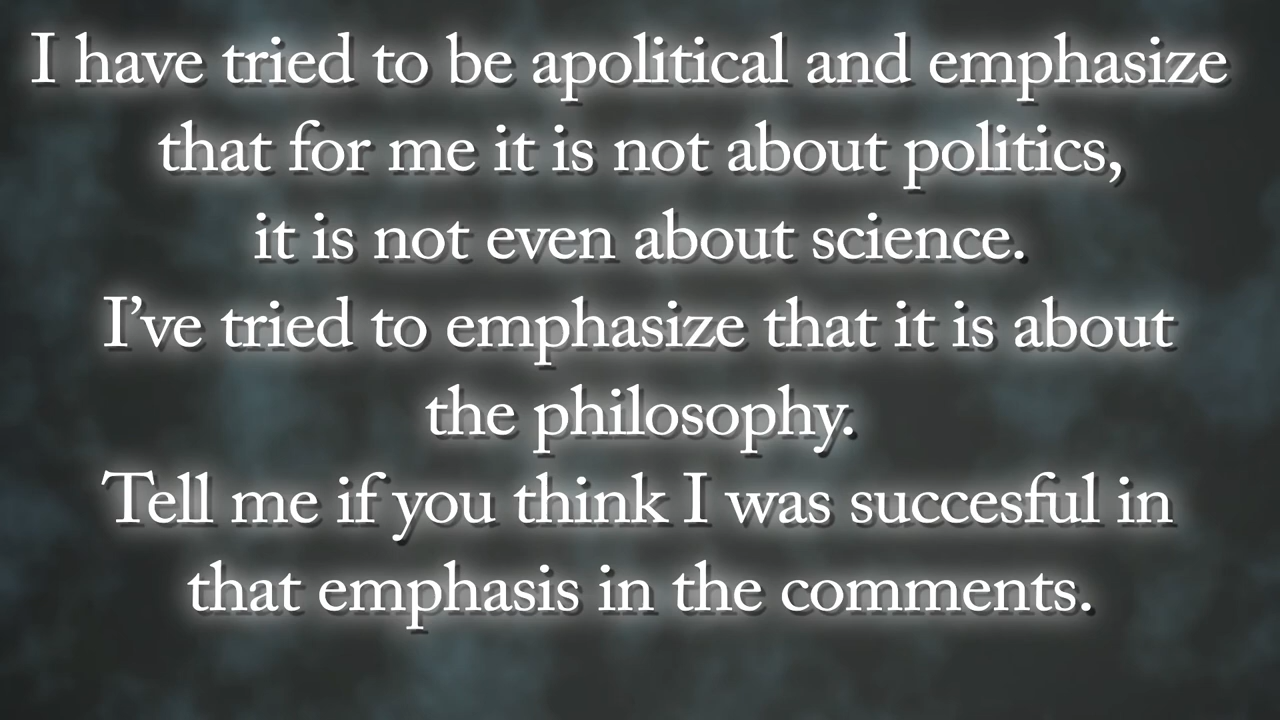 I have tried to be apolitical and emphasize
that for me it is not about politics,
it is not even about science.
I’ve tried to emphasize that it is about
the philosophy.
Tell me if you think I was succesful in
that emphasis in the comments.